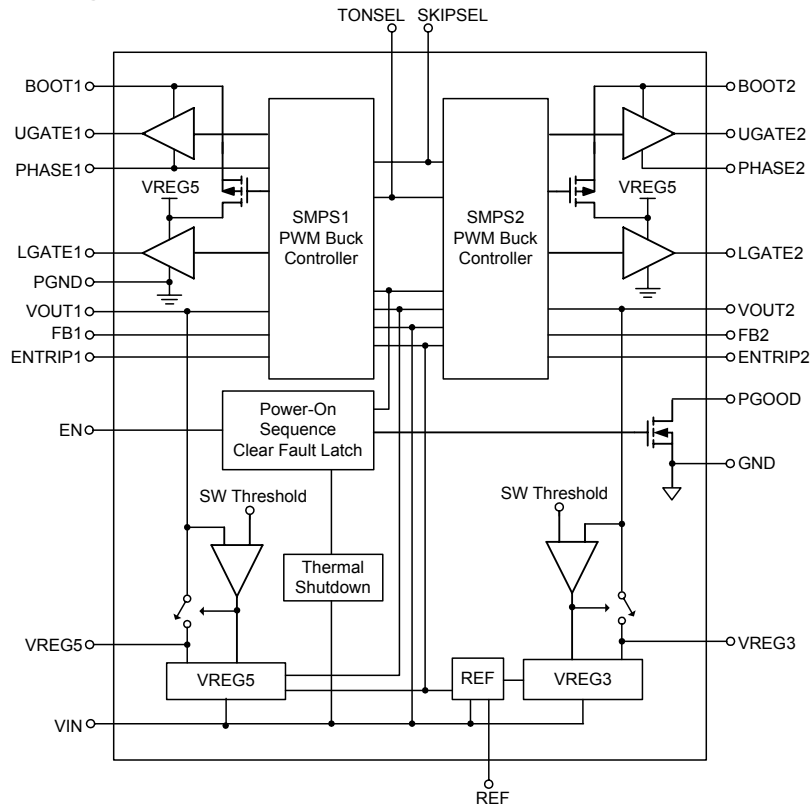 TONSEL SKIPSEL
BOOT1
BOOT2
UGATE1
UGATE2
PHASE1
PHASE2
VREG5
VREG5
SMPS1
PWM Buck
Controller
SMPS2
PWM Buck
Controller
LGATE1
LGATE2
PGND
VOUT1
VOUT2
FB1
FB2
ENTRIP1
ENTRIP2
Power-On
Sequence
Clear Fault Latch
PGOOD
EN
GND
SW Threshold
SW Threshold
Thermal
Shutdown
VREG5
VREG3
VREG5
REF
VREG3
VIN
REF